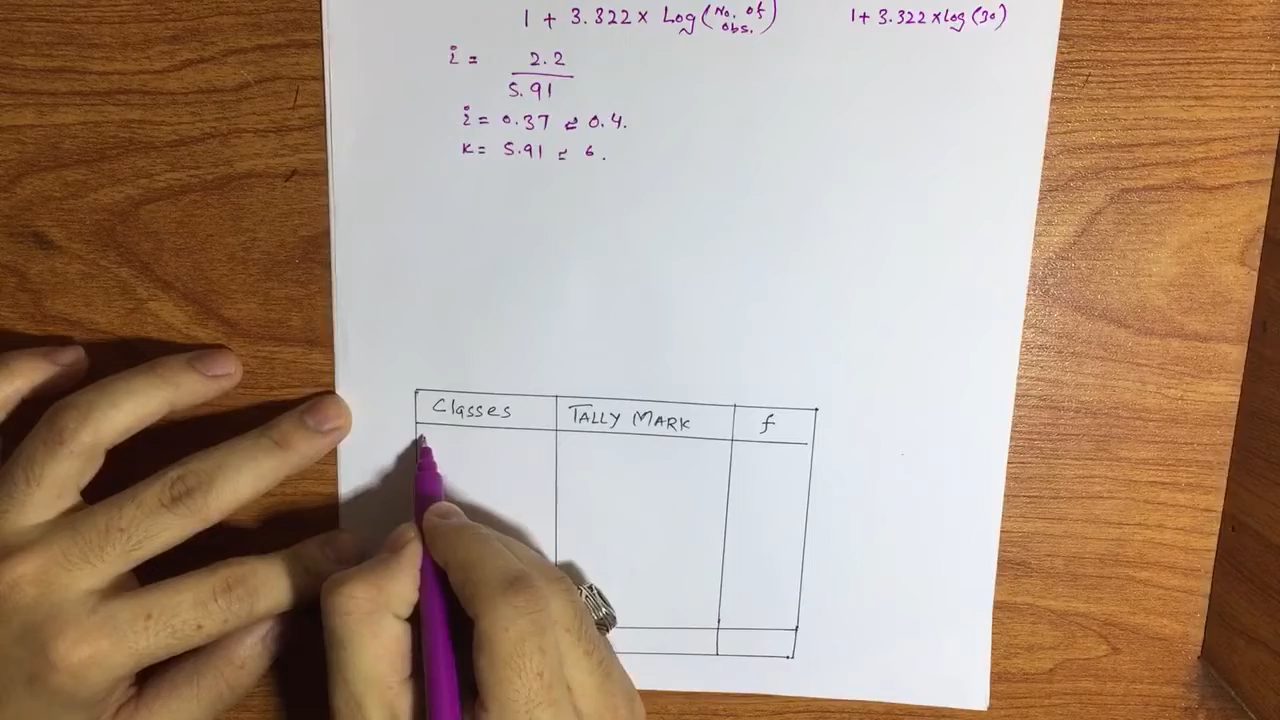 1 + 3.322 x Log (No. of obs.) 1 + 3.322 x log (30)
i = 2.2
5.91
i = 0.37 ≃ 0.4.
K = 5.91 ≃ 6.
Classes TALLY MARK f